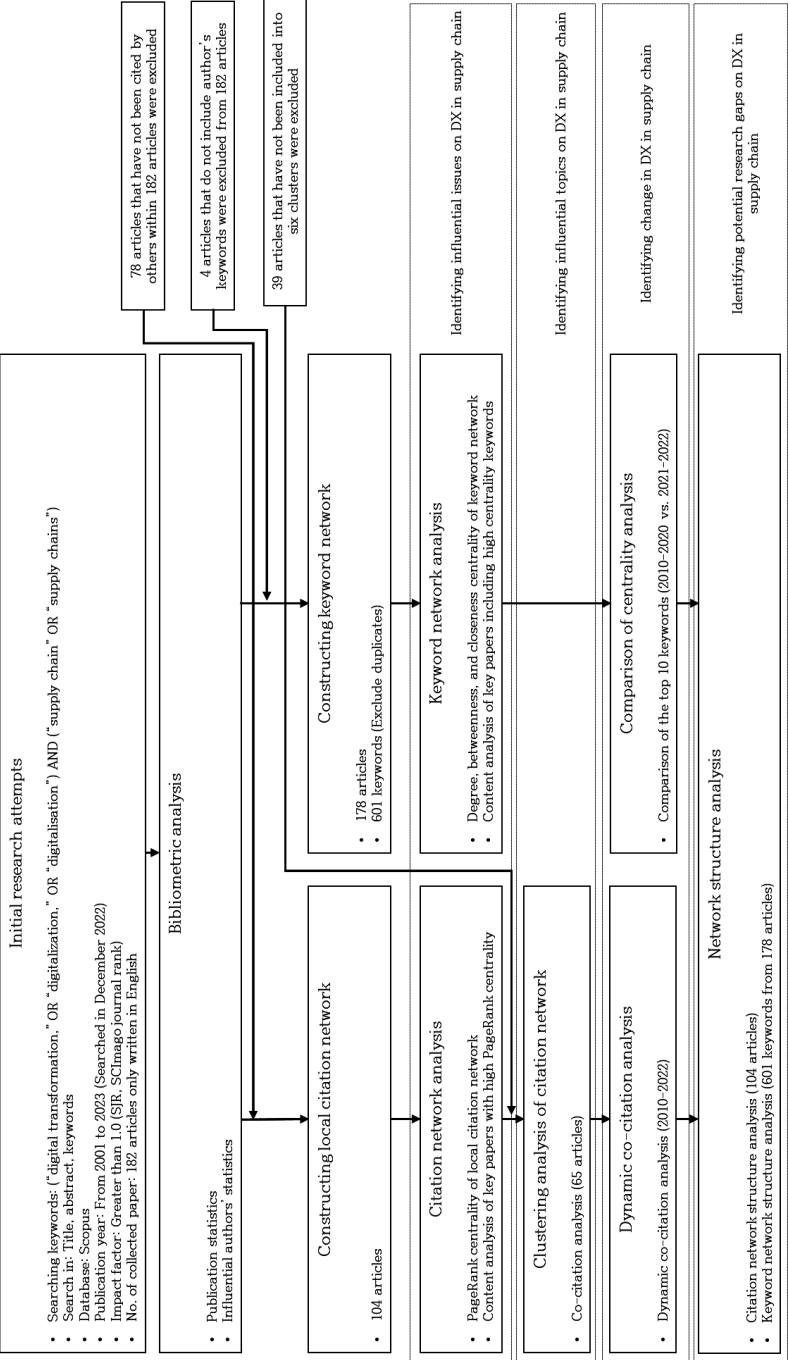 Initial research attempts
• Searching keywords: (“digital transformation,” OR “digitalization,” OR “digitalisation”) AND (“supply chain” OR “supply chains”)
• Search in: Title, abstract, keywords
• Database: Scopus
• Publication year: From 2001 to 2023 (Searched in December 2022)
• Impact factor: Greater than 1.0 (SJR, SCImago journal rank)
• No. of collected paper: 182 articles only written in English
Bibliometric analysis
• Publication statistics
• Influential authors’ statistics
78 articles that have not been cited by
others within 182 articles were excluded
4 articles that do not include author’s
keywords were excluded from 182 articles
39 articles that have not been included into
six clusters were excluded
Constructing local citation network
• 104 articles
Constructing keyword network
• 178 articles
• 601 keywords (Exclude duplicates)
Citation network analysis
• PageRank centrality of local citation network
• Content analysis of key papers with high PageRank centrality
Keyword network analysis
• Degree, betweenness, and closeness centrality of keyword network
• Content analysis of key papers including high centrality keywords
Identifying influential issues on DX in supply chain
Clustering analysis of citation network
• Co-citation analysis (65 articles)
Identifying influential topics on DX in supply chain
Dynamic co-citation analysis
• Dynamic co-citation analysis (2010-2022)
Comparison of centrality analysis
• Comparison of the top 10 keywords (2010-2020 vs. 2021-2022)
Identifying change in DX in supply chain
Network structure analysis
• Citation network structure analysis (104 articles)
• Keyword network structure analysis (601 keywords from 178 articles)
Identifying potential research gaps on DX in
supply chain